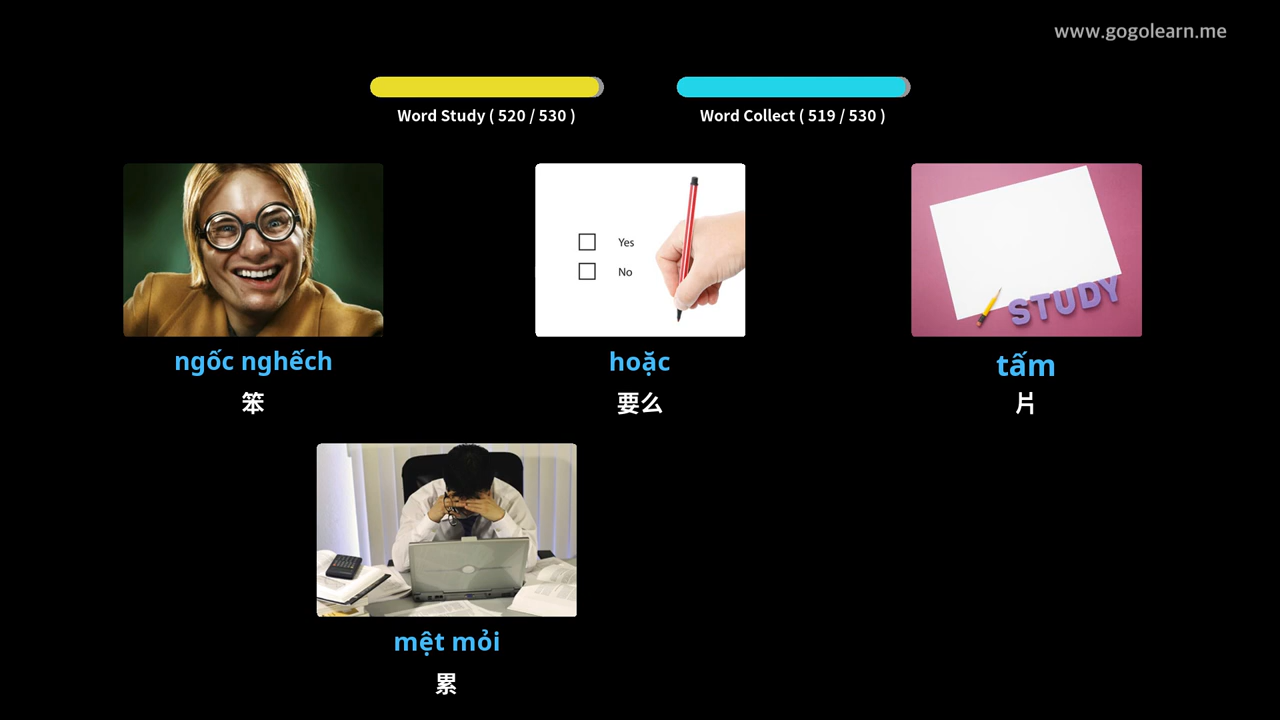 www.gogolearn.me
Word Study ( 520 / 530 )
Word Collect ( 519 / 530 )
Yes
No
STUDY
ngốc nghếch
hoặc
tấm
笨
要么
片
mệt mỏi
累